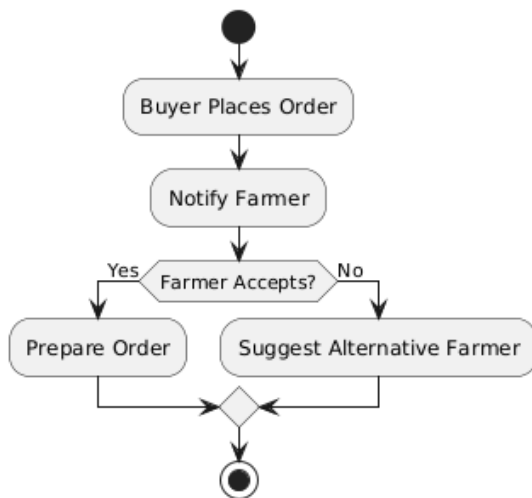 Buyer Places Order
Notify Farmer
Yes
Farmer Accepts?
No
Prepare Order
Suggest Alternative Farmer